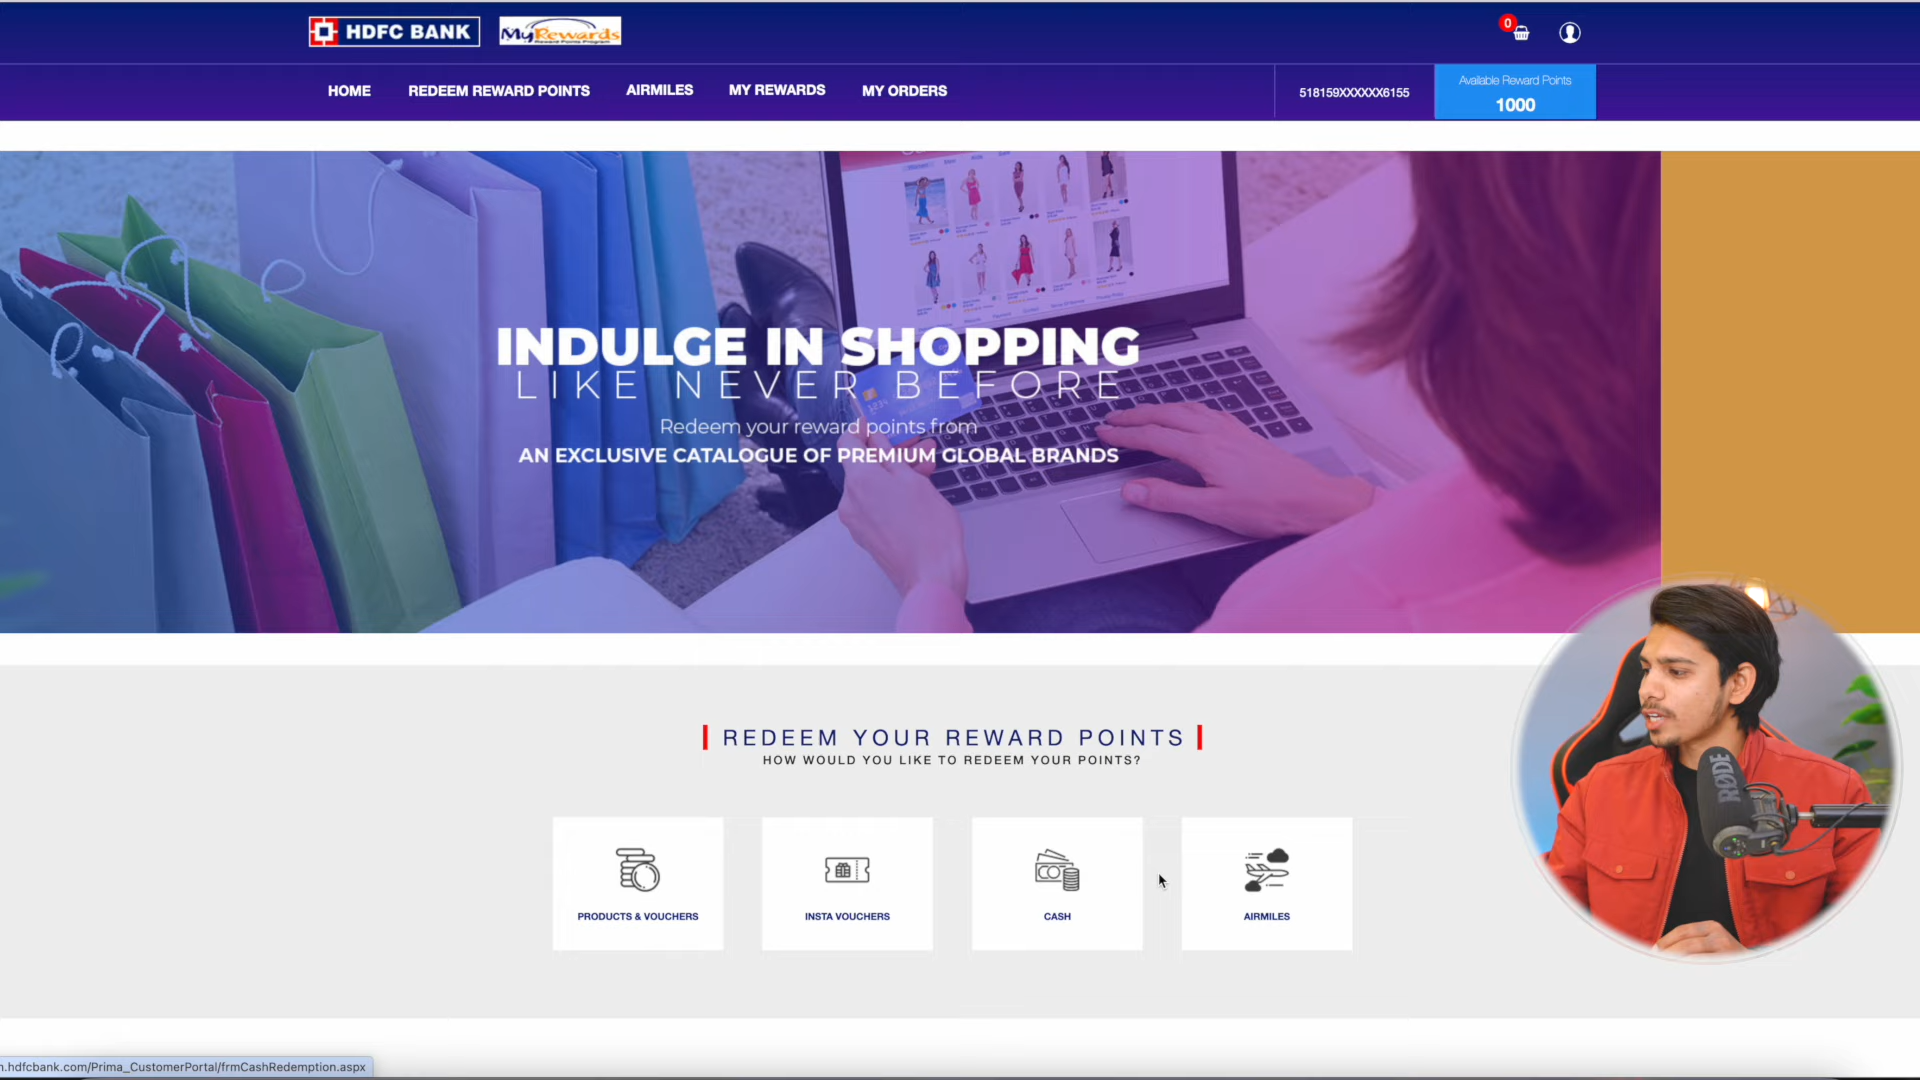 HDFC BANK
MyRewards
Reward Points Program
0
HOME
REDEEM REWARD POINTS
AIRMILES
MY REWARDS
MY ORDERS
518159XXXXXX6155
Available Reward Points
1000
INDULGE IN SHOPPING
LIKE NEVER BEFORE
Redeem your reward points from
AN EXCLUSIVE CATALOGUE OF PREMIUM GLOBAL BRANDS
REDEEM YOUR REWARD POINTS
HOW WOULD YOU LIKE TO REDEEM YOUR POINTS?
PRODUCTS & VOUCHERS
INSTA VOUCHERS
CASH
AIRMILES
RØDE
n.hdfcbank.com/Prima_CustomerPortal/frmCashRedemption.aspx